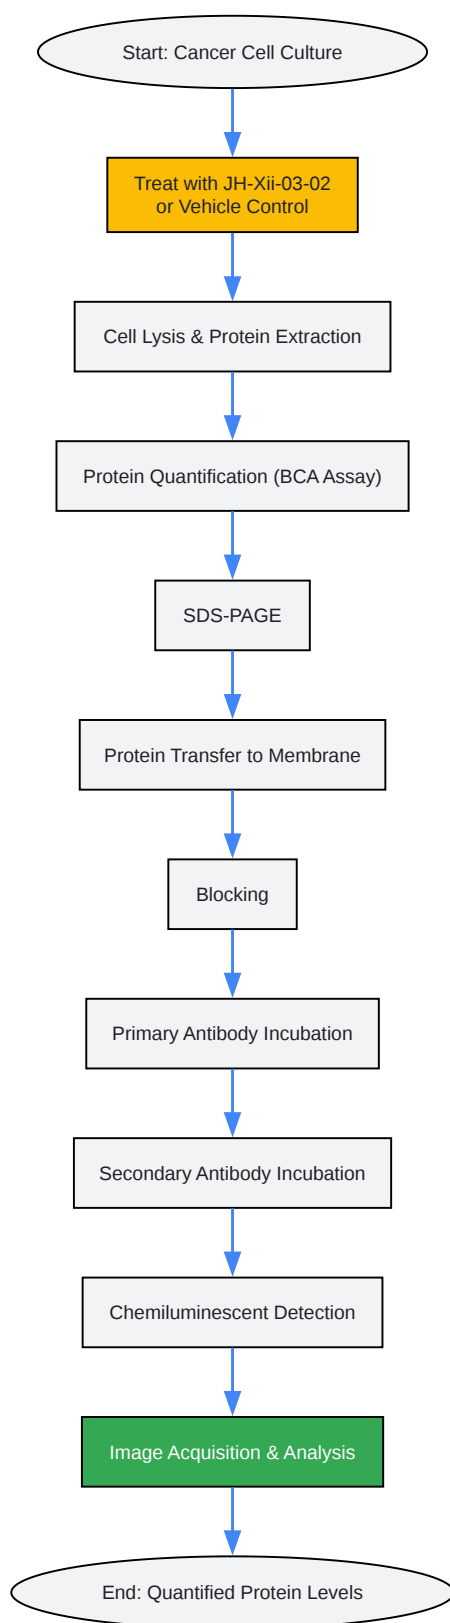 Start: Cancer Cell Culture
Treat with JH-Xii-03-02
or Vehicle Control
Cell Lysis & Protein Extraction
Protein Quantification (BCA Assay)
SDS-PAGE
Protein Transfer to Membrane
Blocking
Primary Antibody Incubation
Secondary Antibody Incubation
Chemiluminescent Detection
Image Acquisition & Analysis
End: Quantified Protein Levels